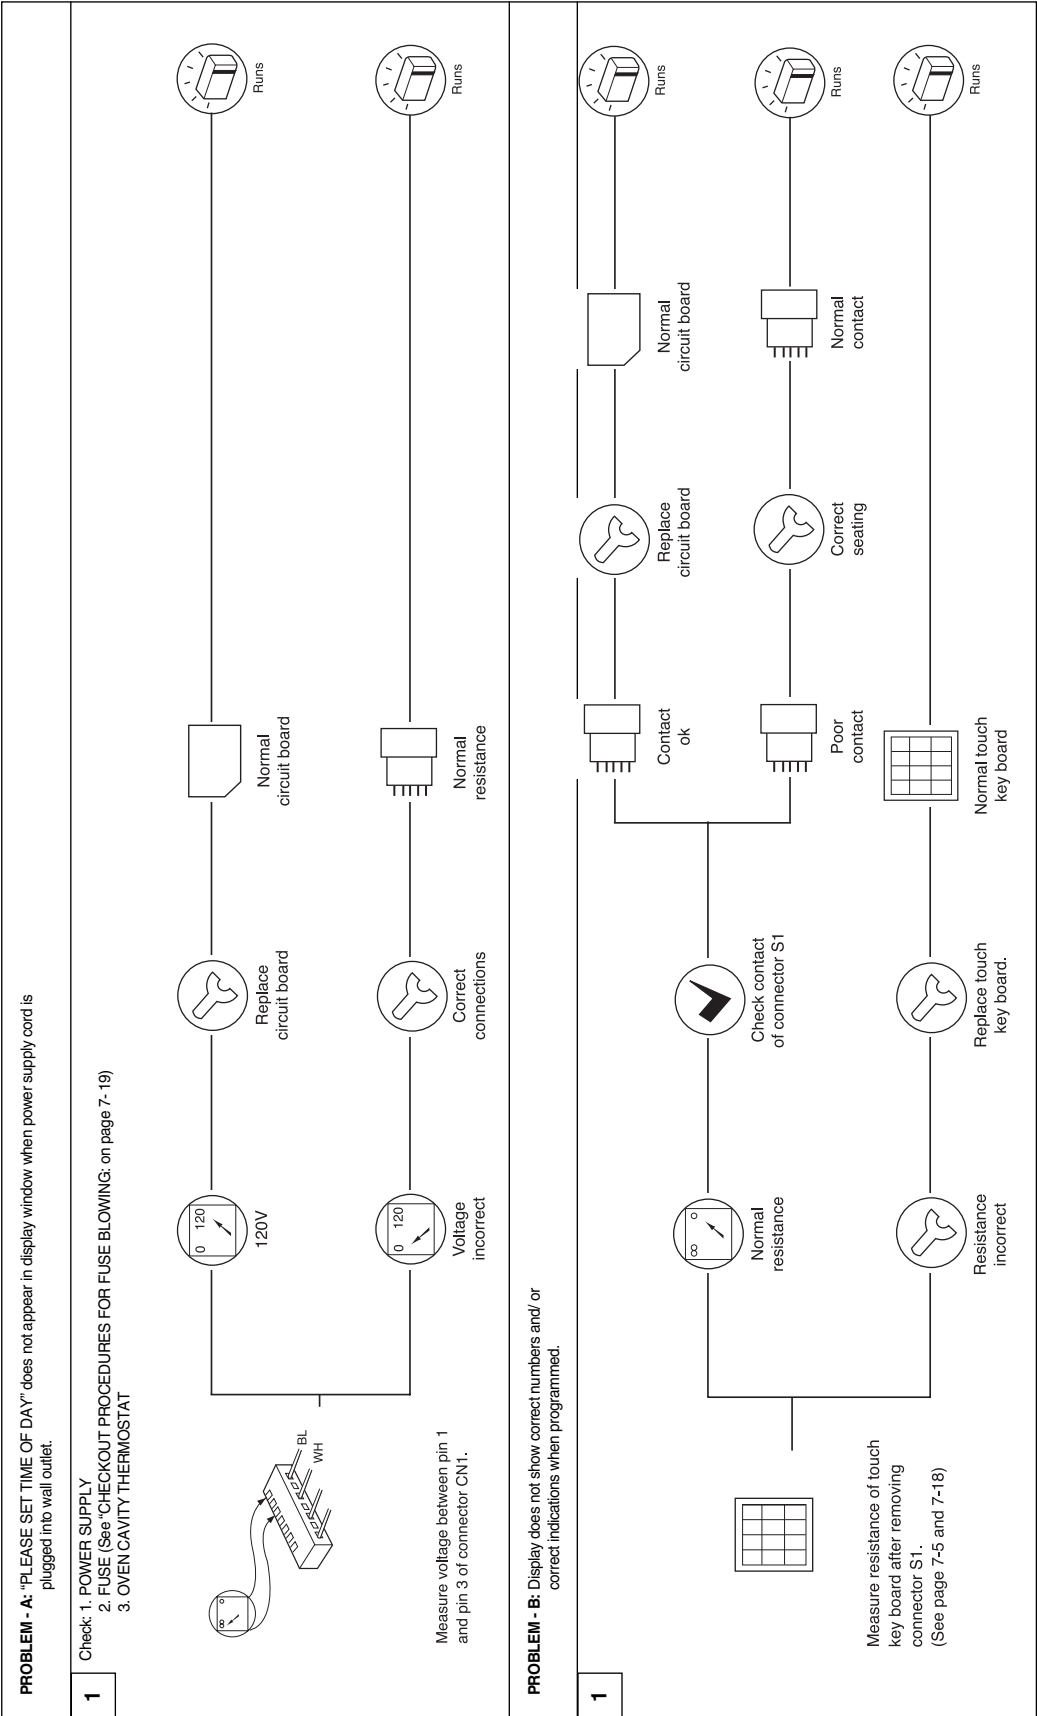 PROBLEM - A: "PLEASE SET TIME OF DAY" does not appear in display window when power supply cord is
plugged into wall outlet.
1
Check: 1. POWER SUPPLY
2. FUSE (See "CHECKOUT PROCEDURES FOR FUSE BLOWING: on page 7-19)
3. OVEN CAVITY THERMOSTAT
BL
WH
Measure voltage between pin 1
and pin 3 of connector CN1.
0 120
120V
Replace
circuit board
Normal
circuit board
Runs
0 120
Voltage
incorrect
Correct
connections
Normal
resistance
Runs
PROBLEM - B: Display does not show correct numbers and/ or
correct indications when programmed.
1
Measure resistance of touch
key board after removing
connector S1.
(See page 7-5 and 7-18)
∞ 0
Normal
resistance
Check contact
of connector S1
Contact
ok
Replace
circuit board
Normal
circuit board
Runs
Poor
contact
Correct
seating
Normal
contact
Runs
Resistance
incorrect
Replace touch
key board.
Normal touch
key board
Runs